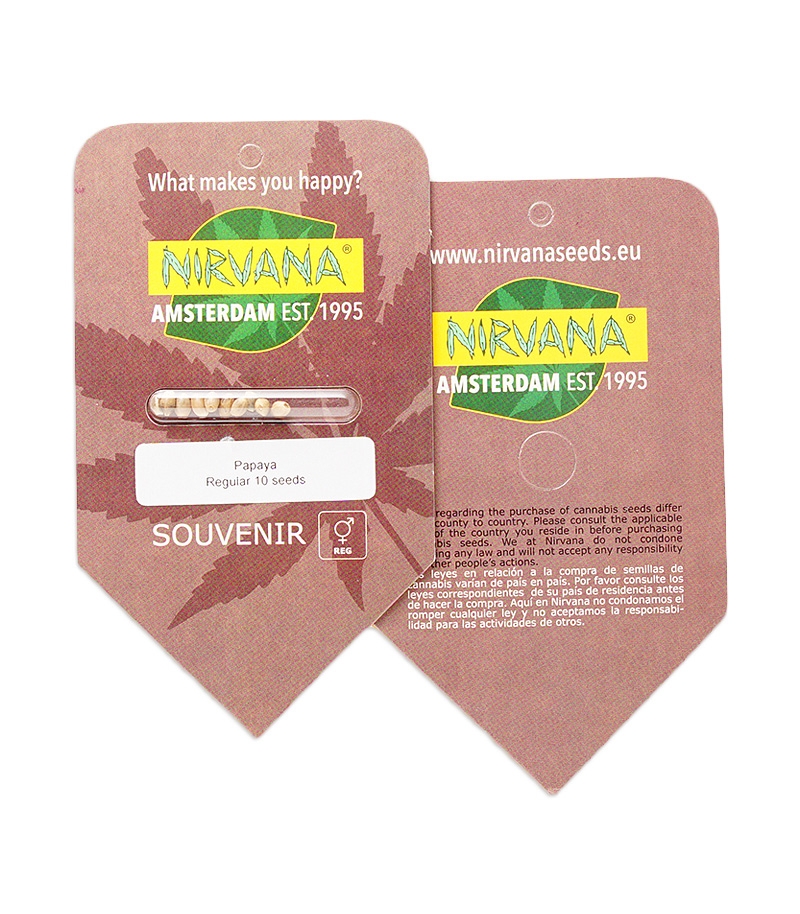 What makes you happy?
NIRVANA®
AMSTERDAM EST. 1995
Papaya
Regular 10 seeds
SOUVENIR
REG
www.nirvanaseeds.eu
NIRVANA®
AMSTERDAM EST. 1995
regarding the purchase of cannabis seeds differ
county to country. Please consult the applicable
of the country you reside in before purchasing
seeds. We at Nirvana do not condone
any law and will not accept any responsibility
people's actions.
leyes en relación a la compra de semillas de
cannabis varían de país en país. Por favor consulte los
leyes correspondientes de su país de residencia antes
de hacer la compra. Aquí en Nirvana no condonamos el
romper cualquier ley y no aceptamos la responsabi-
lidad para las actividades de otros.